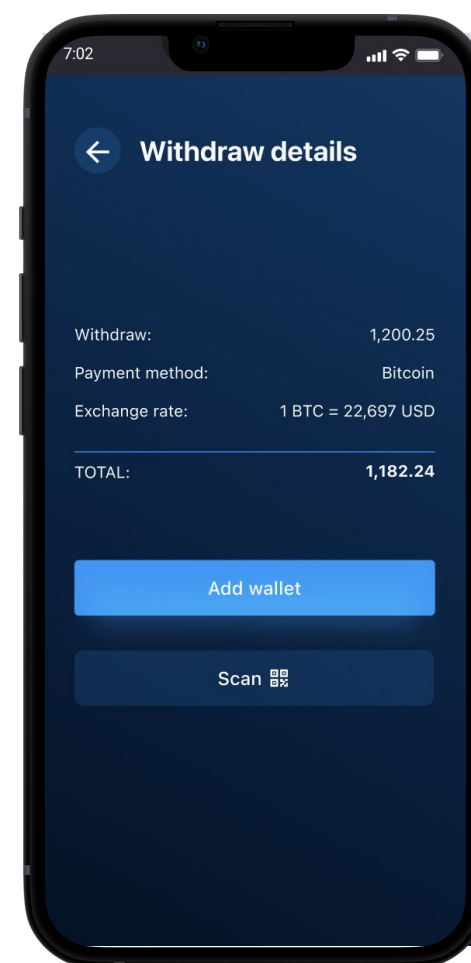 7:02
Withdraw details
Withdraw: 1,200.25
Payment method: Bitcoin
Exchange rate: 1 BTC = 22,697 USD
TOTAL: 1,182.24
Add wallet
Scan